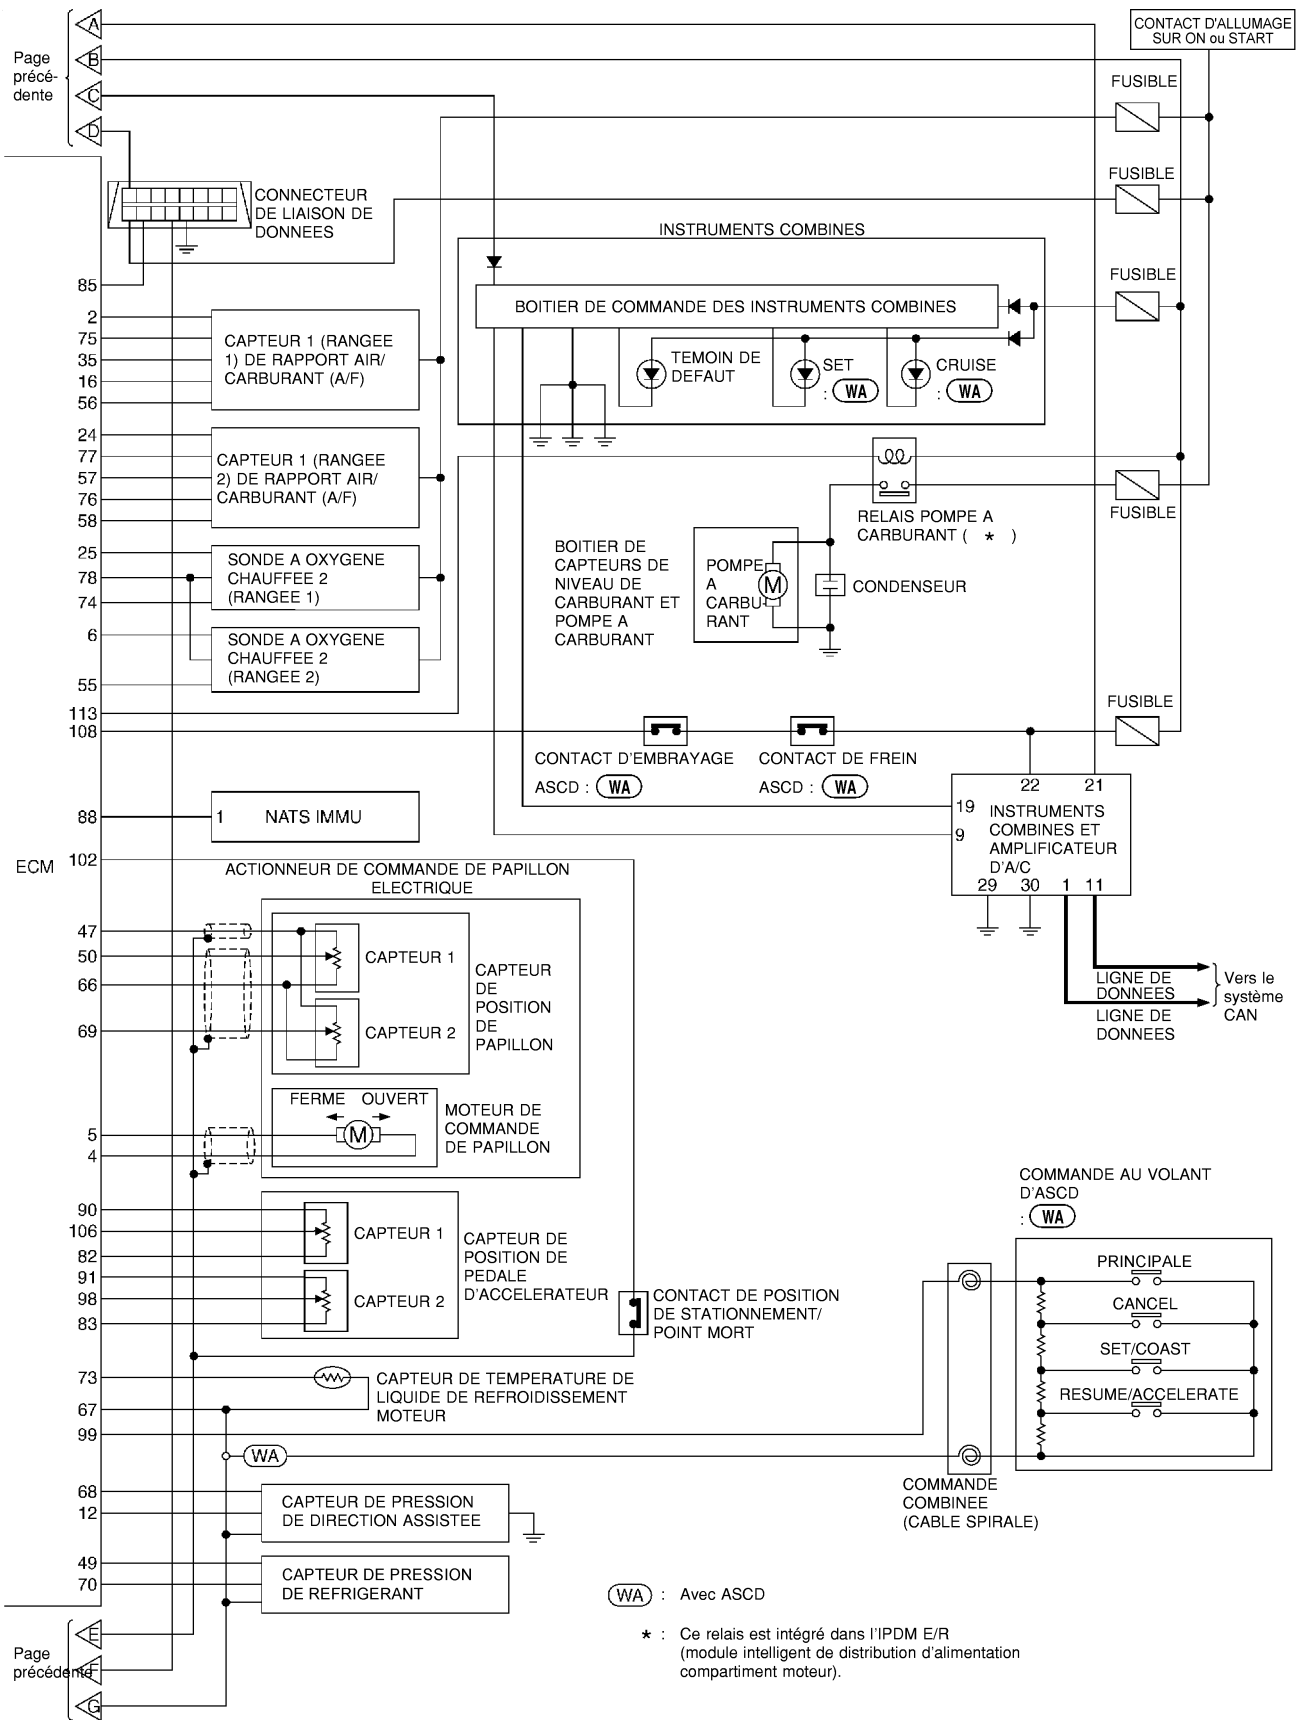 A
CONTACT D'ALLUMAGE
SUR ON ou START
Page
précé-
dente
B
C
D
FUSIBLE
FUSIBLE
CONNECTEUR
DE LIAISON DE
DONNEES
INSTRUMENTS COMBINES
FUSIBLE
85
BOITIER DE COMMANDE DES INSTRUMENTS COMBINES
2
75
35
16
56
CAPTEUR 1 (RANGEE
1) DE RAPPORT AIR/
CARBURANT (A/F)
TEMOIN DE
DEFAUT
SET
: WA
CRUISE
: WA
24
77
57
76
58
CAPTEUR 1 (RANGEE
2) DE RAPPORT AIR/
CARBURANT (A/F)
FUSIBLE
RELAIS POMPE A
CARBURANT ( * )
25
78
74
SONDE A OXYGENE
CHAUFFEE 2
(RANGEE 1)
BOITIER DE
CAPTEURS DE
NIVEAU DE
CARBURANT ET
POMPE A
CARBURANT
POMPE
A
CARBU-
RANT
M
CONDENSEUR
6
55
SONDE A OXYGENE
CHAUFFEE 2
(RANGEE 2)
113
108
FUSIBLE
CONTACT D'EMBRAYAGE
ASCD : WA
CONTACT DE FREIN
ASCD : WA
22
21
19
9
INSTRUMENTS
COMBINES ET
AMPLIFICATEUR
D'A/C
29
30
1
11
88
1
NATS IMMU
ECM
102
ACTIONNEUR DE COMMANDE DE PAPILLON
ELECTRIQUE
47
50
66
69
CAPTEUR 1
CAPTEUR 2
CAPTEUR
DE
POSITION
DE
PAPILLON
LIGNE DE
DONNEES
LIGNE DE
DONNEES
Vers le
système
CAN
FERME OUVERT
M
MOTEUR DE
COMMANDE
DE PAPILLON
5
4
90
106
82
91
98
83
CAPTEUR 1
CAPTEUR 2
CAPTEUR DE
POSITION DE
PEDALE
D'ACCELERATEUR
CONTACT DE POSITION
DE STATIONNEMENT/
POINT MORT
COMMANDE AU VOLANT
D'ASCD
: WA
PRINCIPALE
CANCEL
SET/COAST
RESUME/ACCELERATE
73
67
99
CAPTEUR DE TEMPERATURE DE
LIQUIDE DE REFROIDISSEMENT
MOTEUR
WA
COMMANDE
COMBINEE
(CABLE SPIRALE)
68
12
CAPTEUR DE PRESSION
DE DIRECTION ASSISTEE
49
70
CAPTEUR DE PRESSION
DE REFRIGERANT
WA : Avec ASCD
* : Ce relais est intégré dans l'IPDM E/R
(module intelligent de distribution d'alimentation
compartiment moteur).
Page
précédente
E
F
G